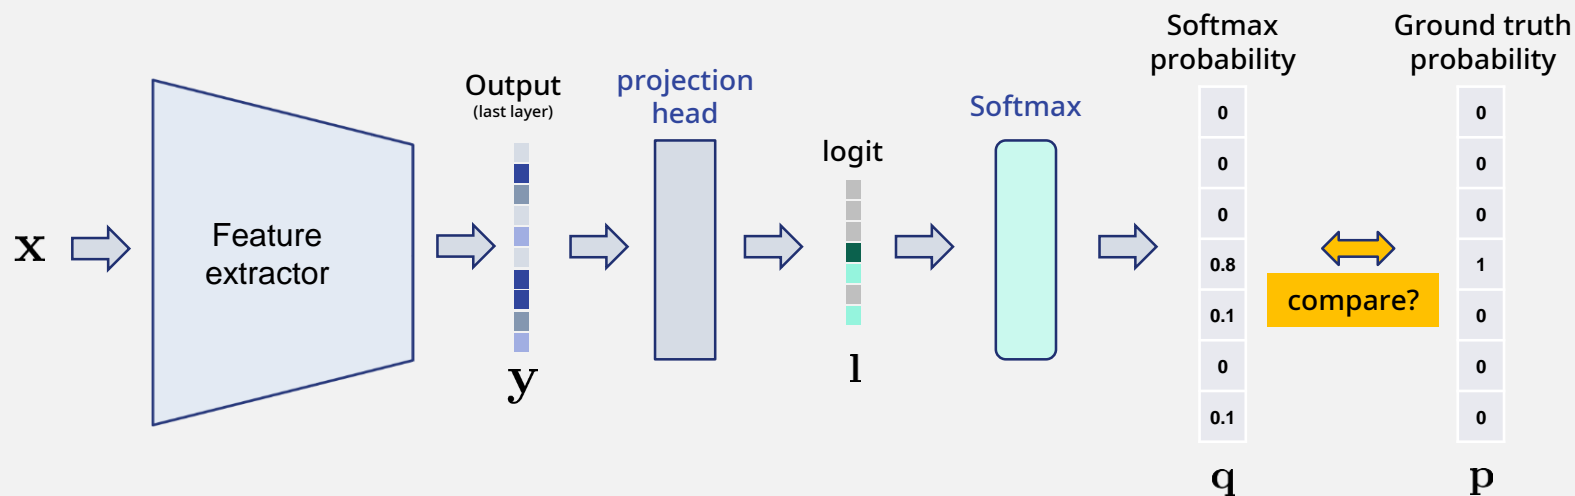 x
Feature
extractor
Output
(last layer)
y
projection
head
logit
l
Softmax
Softmax
probability
0
0
0
0.8
0.1
0
0.1
q
compare?
Ground truth
probability
0
0
0
1
0
0
0
p